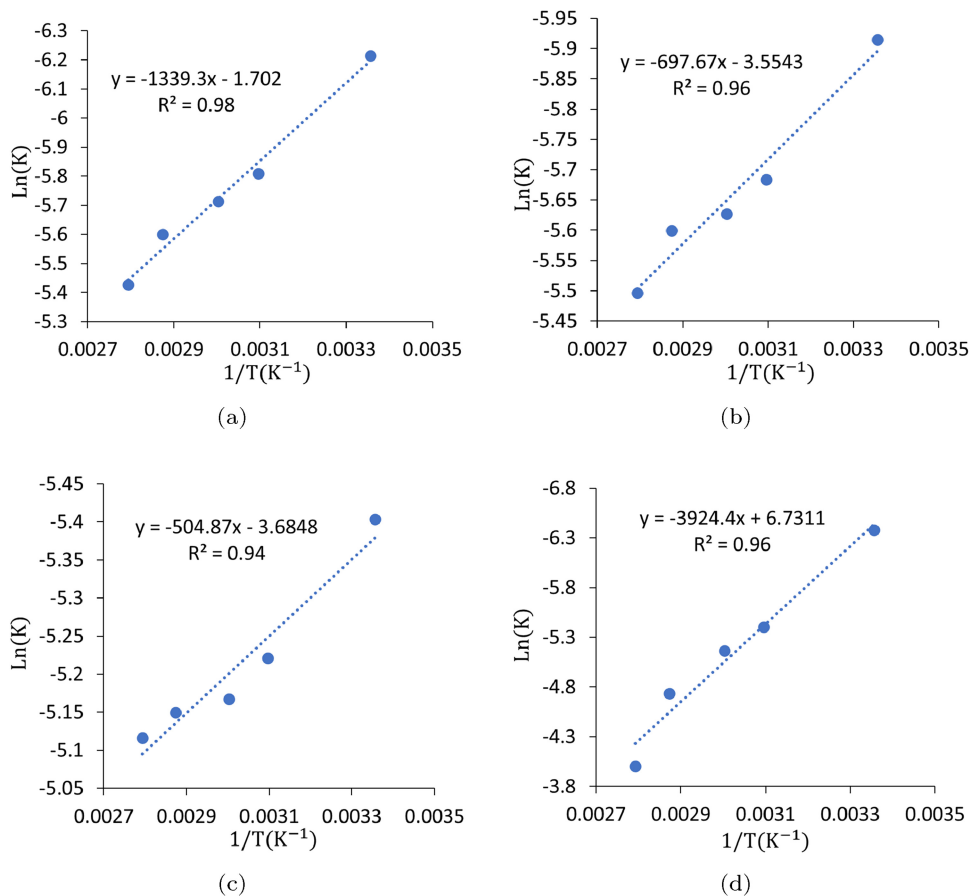 -6.3
-6.2
-6.1
-6
-5.9
-5.8
-5.7
-5.6
-5.5
-5.4
-5.3
Ln(K)
y = -1339.3x - 1.702
R² = 0.98
0.0027 0.0029 0.0031 0.0033 0.0035
1/T(K⁻¹)
(a)
-5.95
-5.9
-5.85
-5.8
-5.75
-5.7
-5.65
-5.6
-5.55
-5.5
-5.45
Ln(K)
y = -697.67x - 3.5543
R² = 0.96
0.0027 0.0029 0.0031 0.0033 0.0035
1/T(K⁻¹)
(b)
-5.45
-5.4
-5.35
-5.3
-5.25
-5.2
-5.15
-5.1
-5.05
Ln(K)
y = -504.87x - 3.6848
R² = 0.94
0.0027 0.0029 0.0031 0.0033 0.0035
1/T(K⁻¹)
(c)
-6.8
-6.3
-5.8
-5.3
-4.8
-4.3
-3.8
Ln(K)
y = -3924.4x + 6.7311
R² = 0.96
0.0027 0.0029 0.0031 0.0033 0.0035
1/T(K⁻¹)
(d)